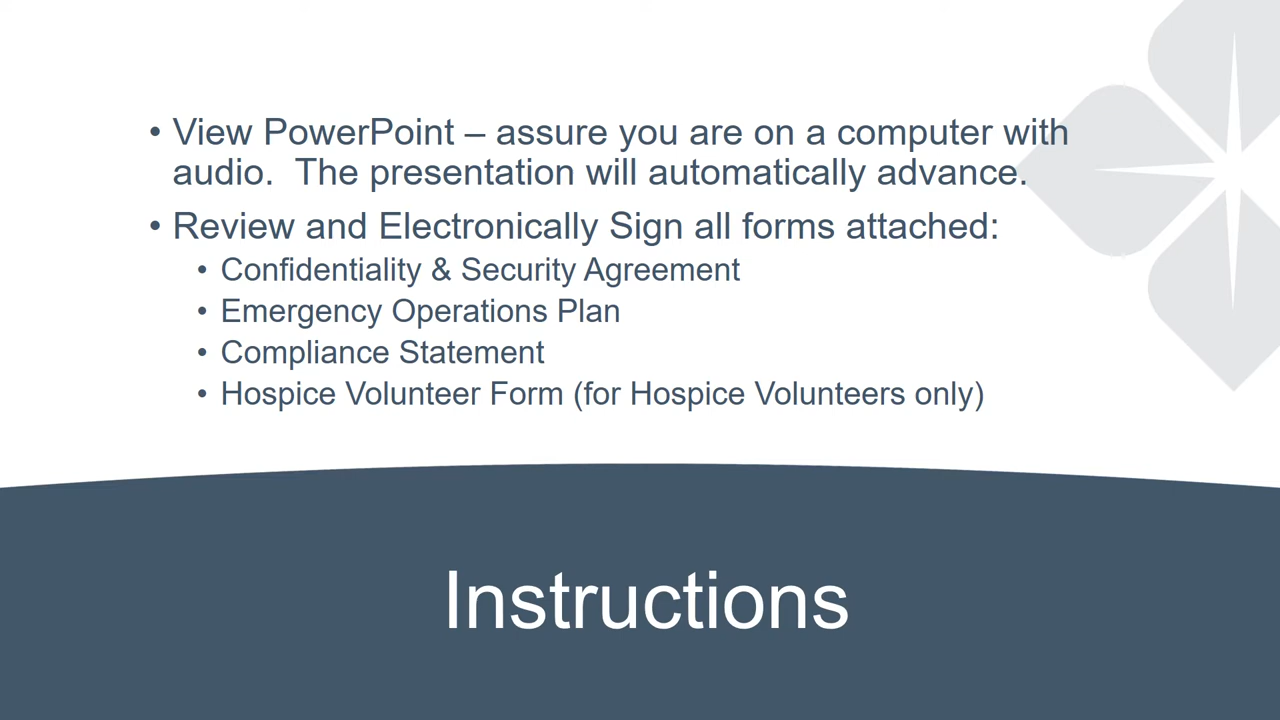 • View PowerPoint – assure you are on a computer with
audio.  The presentation will automatically advance.
• Review and Electronically Sign all forms attached:
• Confidentiality & Security Agreement
• Emergency Operations Plan
• Compliance Statement
• Hospice Volunteer Form (for Hospice Volunteers only)
Instructions